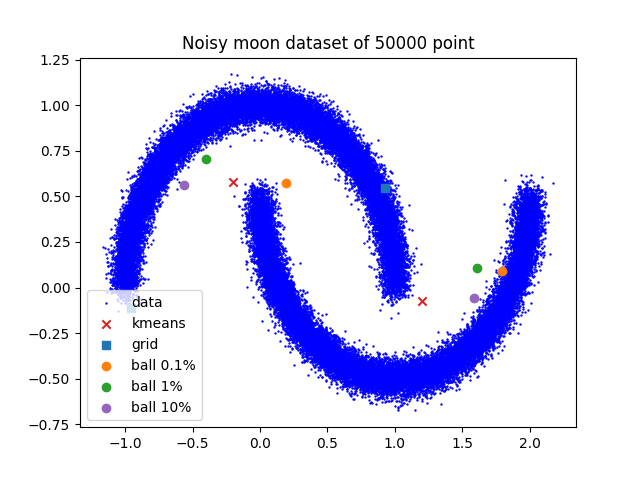 Noisy moon dataset of 50000 point
1.25
1.00
0.75
0.50
0.25
0.00
−0.25
−0.50
−0.75
data
kmeans
grid
ball 0.1%
ball 1%
ball 10%
−1.0 −0.5 0.0 0.5 1.0 1.5 2.0